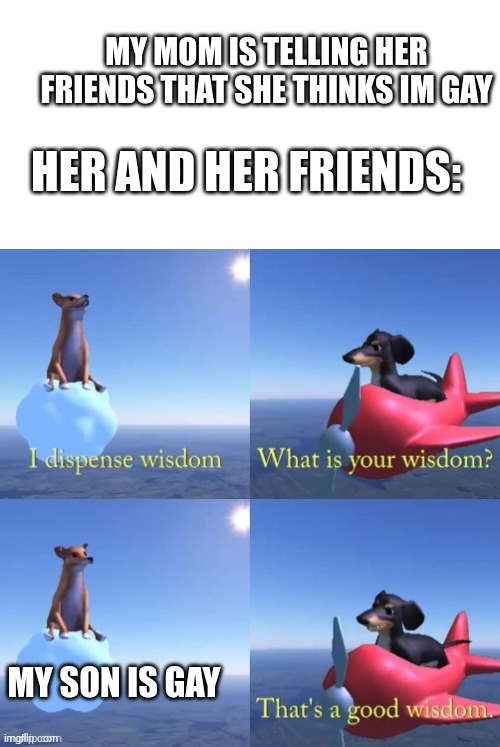 MY MOM IS TELLING HER
FRIENDS THAT SHE THINKS IM GAY
HER AND HER FRIENDS:
I dispense wisdom
What is your wisdom?
MY SON IS GAY
That's a good wisdom.
imgflip.com